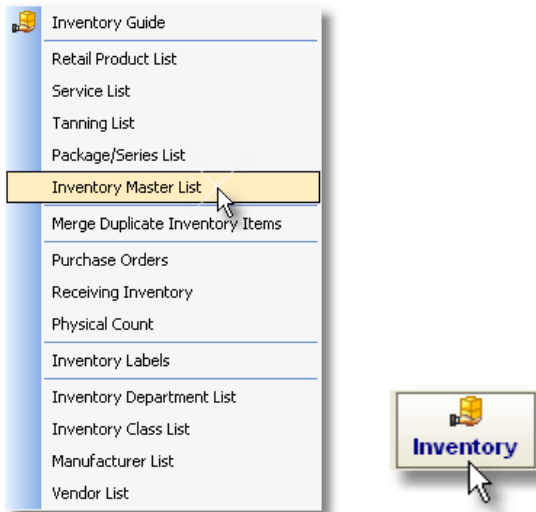 Inventory Guide
Retail Product List
Service List
Tanning List
Package/Series List
Inventory Master List
Merge Duplicate Inventory Items
Purchase Orders
Receiving Inventory
Physical Count
Inventory Labels
Inventory Department List
Inventory Class List
Manufacturer List
Vendor List
Inventory